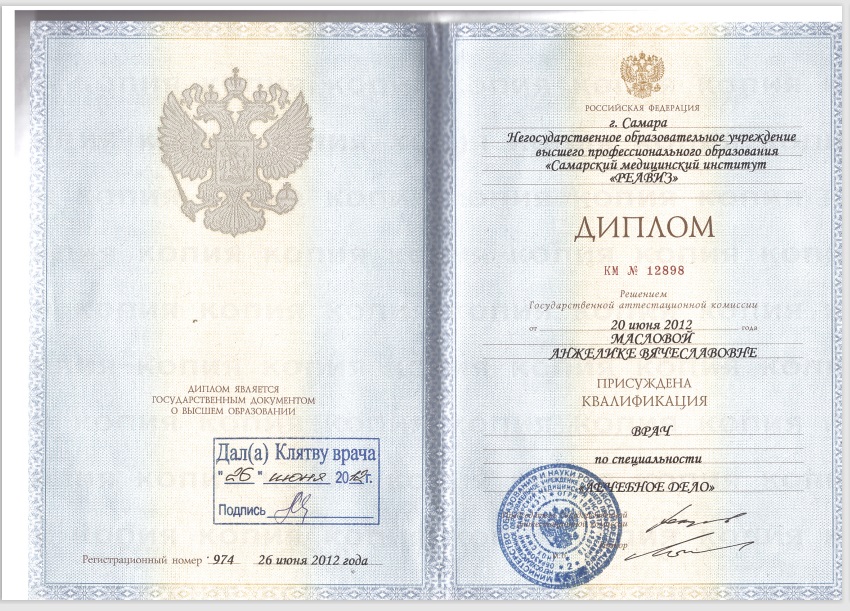 ДИПЛОМ ЯВЛЯЕТСЯ
ГОСУДАРСТВЕННЫМ ДОКУМЕНТОМ
О ВЫСШЕМ ОБРАЗОВАНИИ
Дал(а) Клятву врача
"26" июня 2012г.
Подпись
Регистрационный номер 974 26 июня 2012 года
РОССИЙСКАЯ ФЕДЕРАЦИЯ
г. Самара
Негосударственное образовательное учреждение
высшего профессионального образования
«Самарский медицинский институт
«РЕАВИЗ»
ДИПЛОМ
КМ № 12898
Решением
Государственной аттестационной комиссии
от 20 июня 2012 года
МАСЛОВОЙ
АНЖЕЛИКЕ ВЯЧЕСЛАВОВНЕ
ПРИСУЖДЕНА
КВАЛИФИКАЦИЯ
ВРАЧ
по специальности
«ЛЕЧЕБНОЕ ДЕЛО»